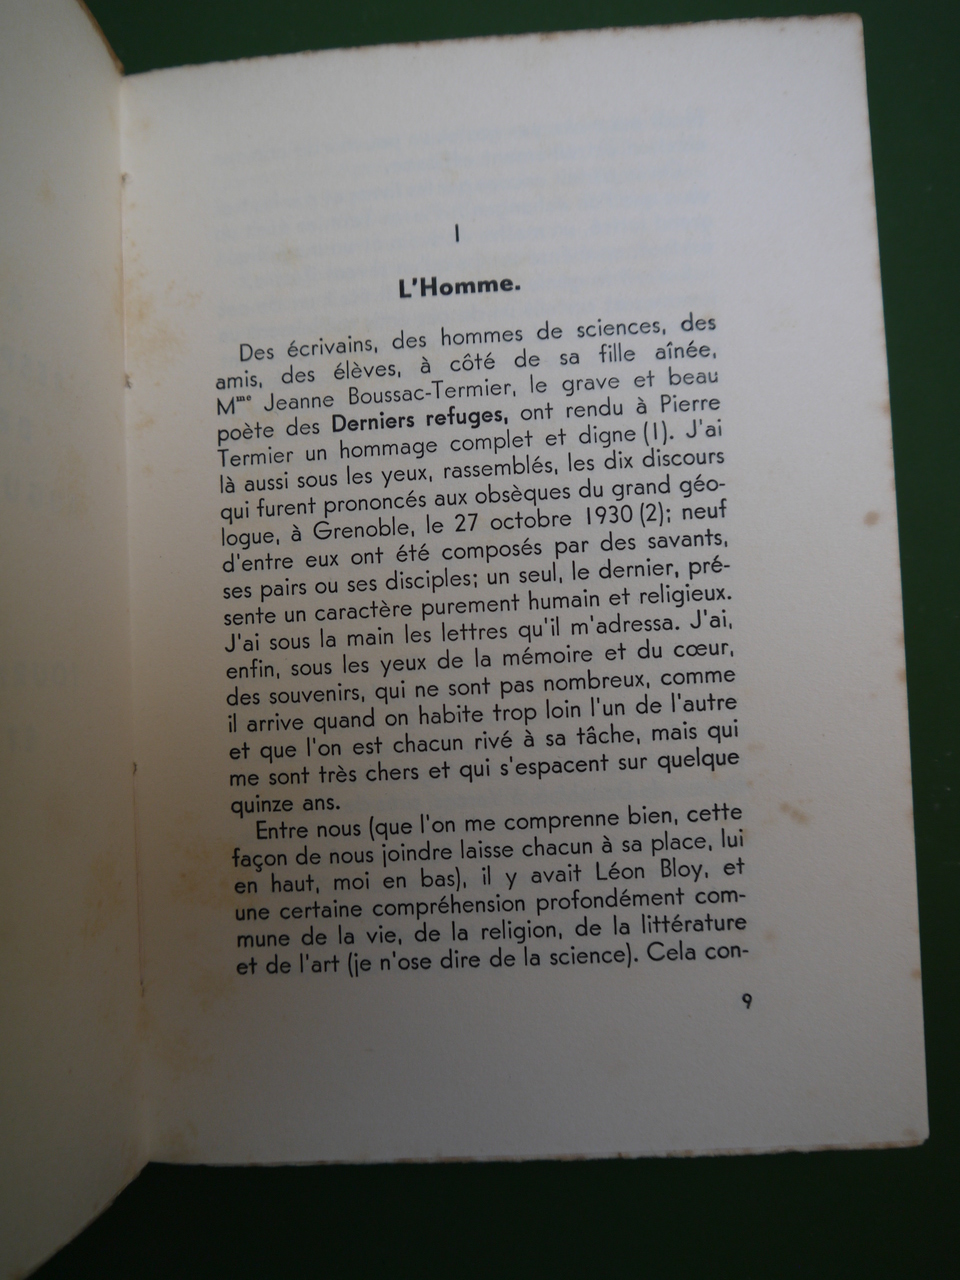 I
L'Homme.
Des écrivains, des hommes de sciences, des
amis, des élèves, à côté de sa fille aînée,
Mme Jeanne Boussac-Termier, le grave et beau
poète des Derniers refuges, ont rendu à Pierre
Termier un hommage complet et digne (1). J'ai
là aussi sous les yeux, rassemblés, les dix discours
qui furent prononcés aux obsèques du grand géo-
logue, à Grenoble, le 27 octobre 1930 (2); neuf
d'entre eux ont été composés par des savants,
ses pairs ou ses disciples; un seul, le dernier, pré-
sente un caractère purement humain et religieux.
J'ai sous la main les lettres qu'il m'adressa. J'ai,
enfin, sous les yeux de la mémoire et du cœur,
des souvenirs, qui ne sont pas nombreux, comme
il arrive quand on habite trop loin l'un de l'autre
et que l'on est chacun rivé à sa tâche, mais qui
me sont très chers et qui s'espacent sur quelque
quinze ans.
Entre nous (que l'on me comprenne bien, cette
façon de nous joindre laisse chacun à sa place, lui
en haut, moi en bas), il y avait Léon Bloy, et
une certaine compréhension profondément com-
mune de la vie, de la religion, de la littérature
et de l'art (je n'ose dire de la science). Cela con-
9